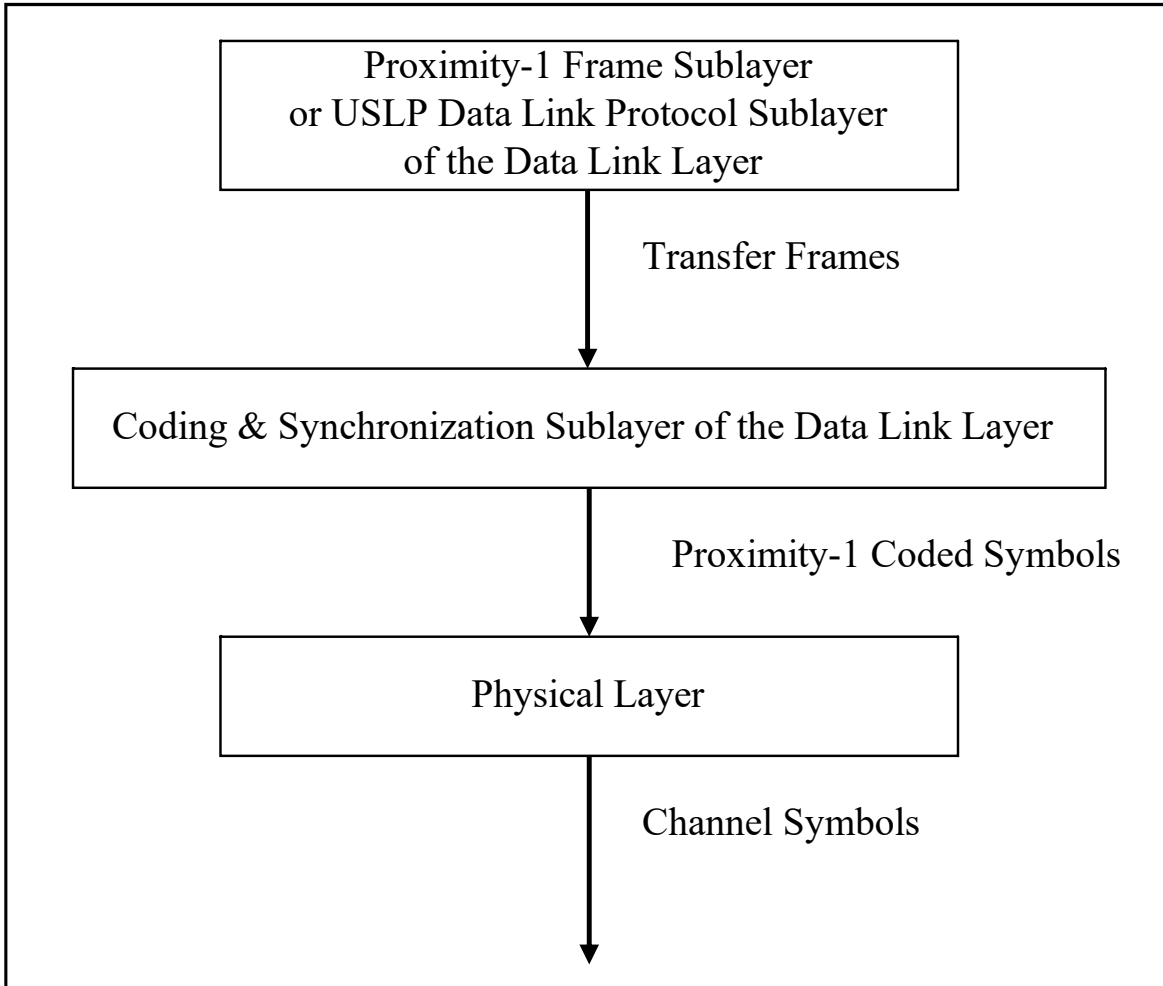 Proximity-1 Frame Sublayer
or USLP Data Link Protocol Sublayer
of the Data Link Layer
Transfer Frames
Coding & Synchronization Sublayer of the Data Link Layer
Proximity-1 Coded Symbols
Physical Layer
Channel Symbols